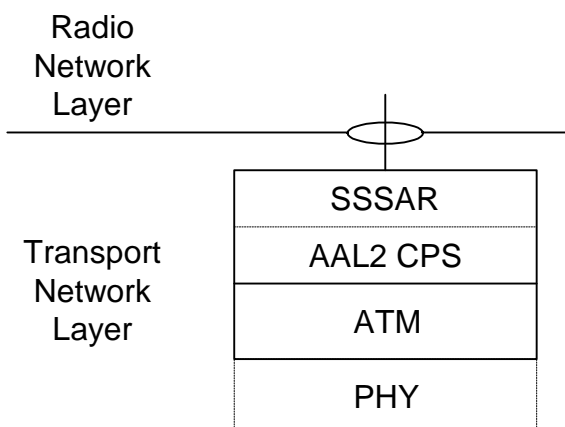 Radio
Network
Layer
SSSAR
AAL2 CPS
Transport
Network
Layer
ATM
PHY